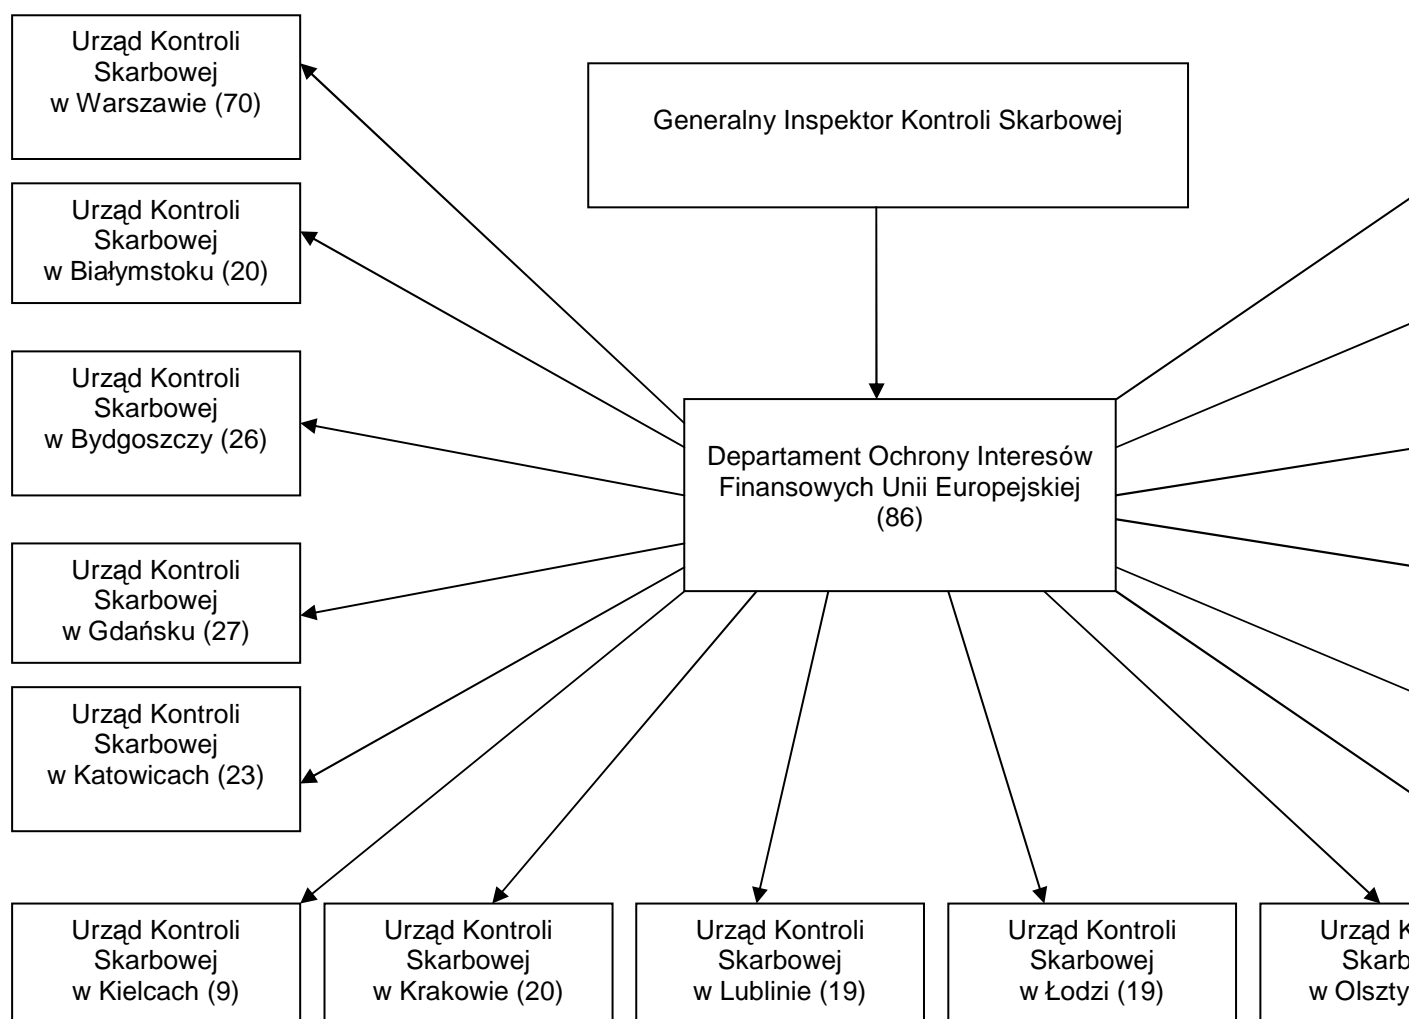 Urząd Kontroli
Skarbowej
w Warszawie (70)
Generalny Inspektor Kontroli Skarbowej
Urząd Kontroli
Skarbowej
w Białymstoku (20)
Urząd Kontroli
Skarbowej
w Bydgoszczy (26)
Departament Ochrony Interesów
Finansowych Unii Europejskiej
(86)
Urząd Kontroli
Skarbowej
w Gdańsku (27)
Urząd Kontroli
Skarbowej
w Katowicach (23)
Urząd Kontroli
Skarbowej
w Kielcach (9)
Urząd Kontroli
Skarbowej
w Krakowie (20)
Urząd Kontroli
Skarbowej
w Lublinie (19)
Urząd Kontroli
Skarbowej
w Łodzi (19)
Urząd
w